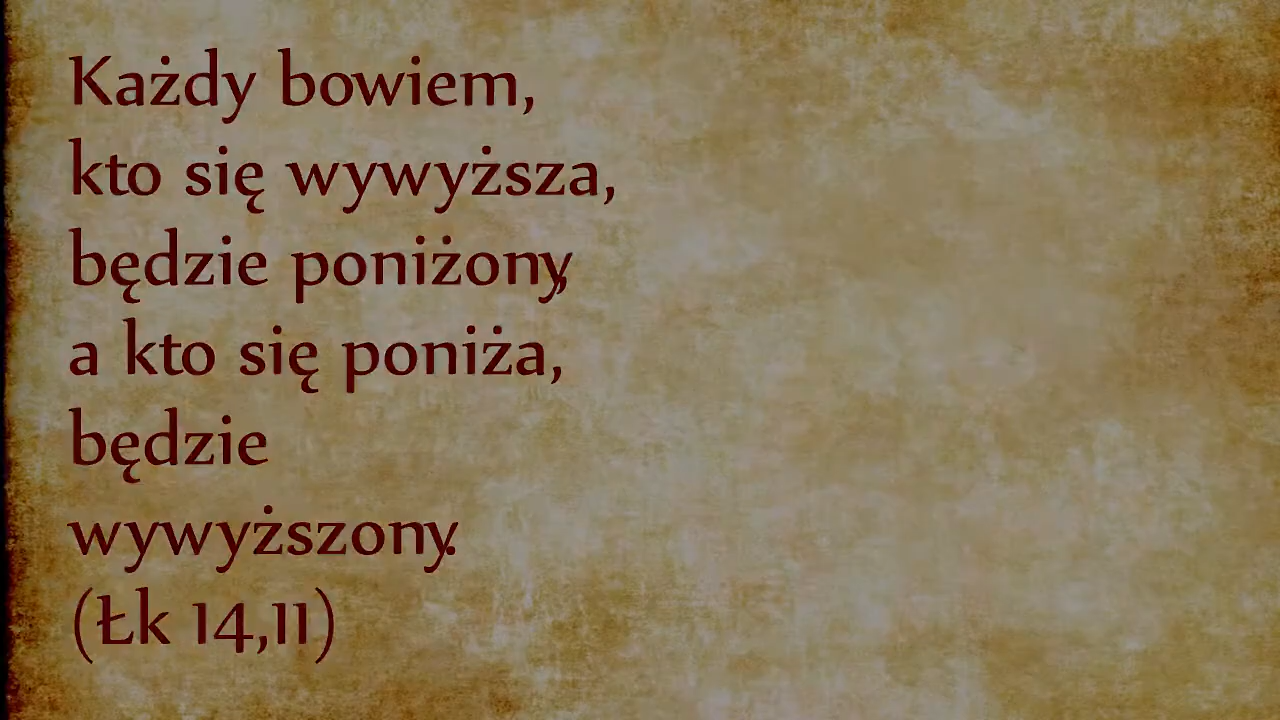 Każdy bowiem,
kto się wywyższa,
będzie poniżony,
a kto się poniża,
będzie
wywyższony.
(Łk 14,11)